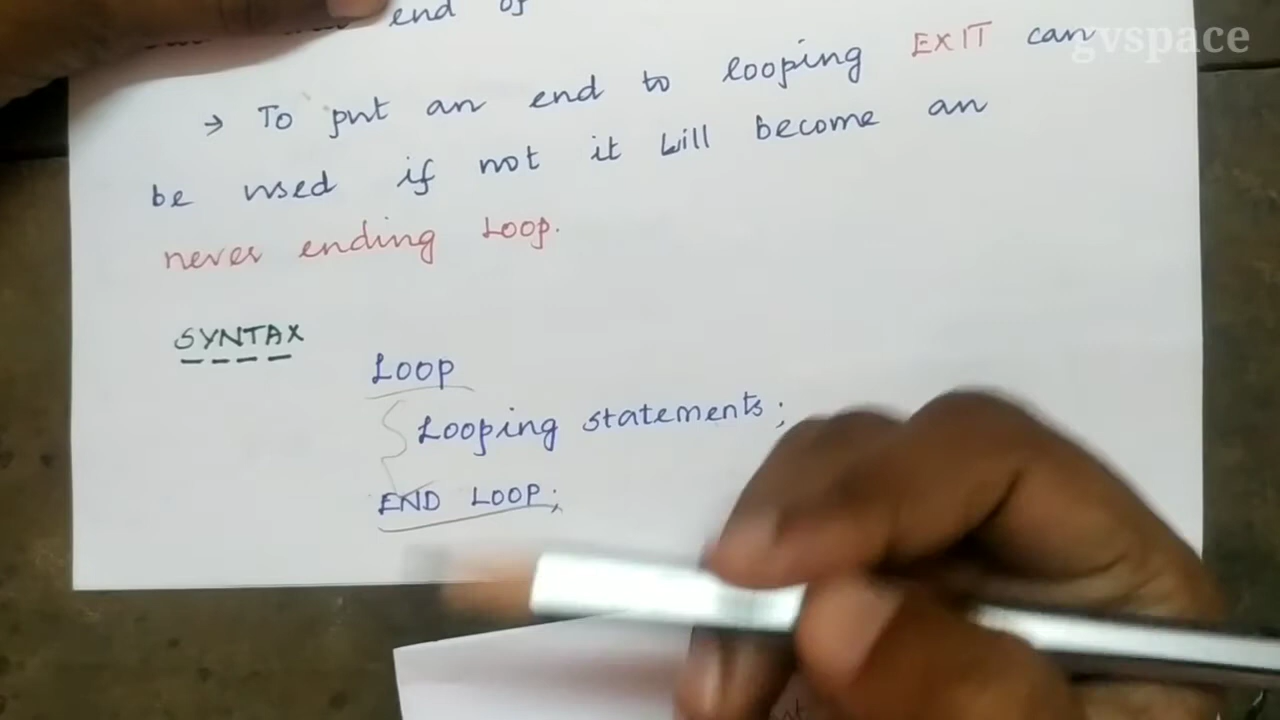 end of
gvspace
→ To put an end to looping EXIT can
be used if not it will become an
never ending Loop.
SYNTAX
Loop
Looping statements;
END LOOP;